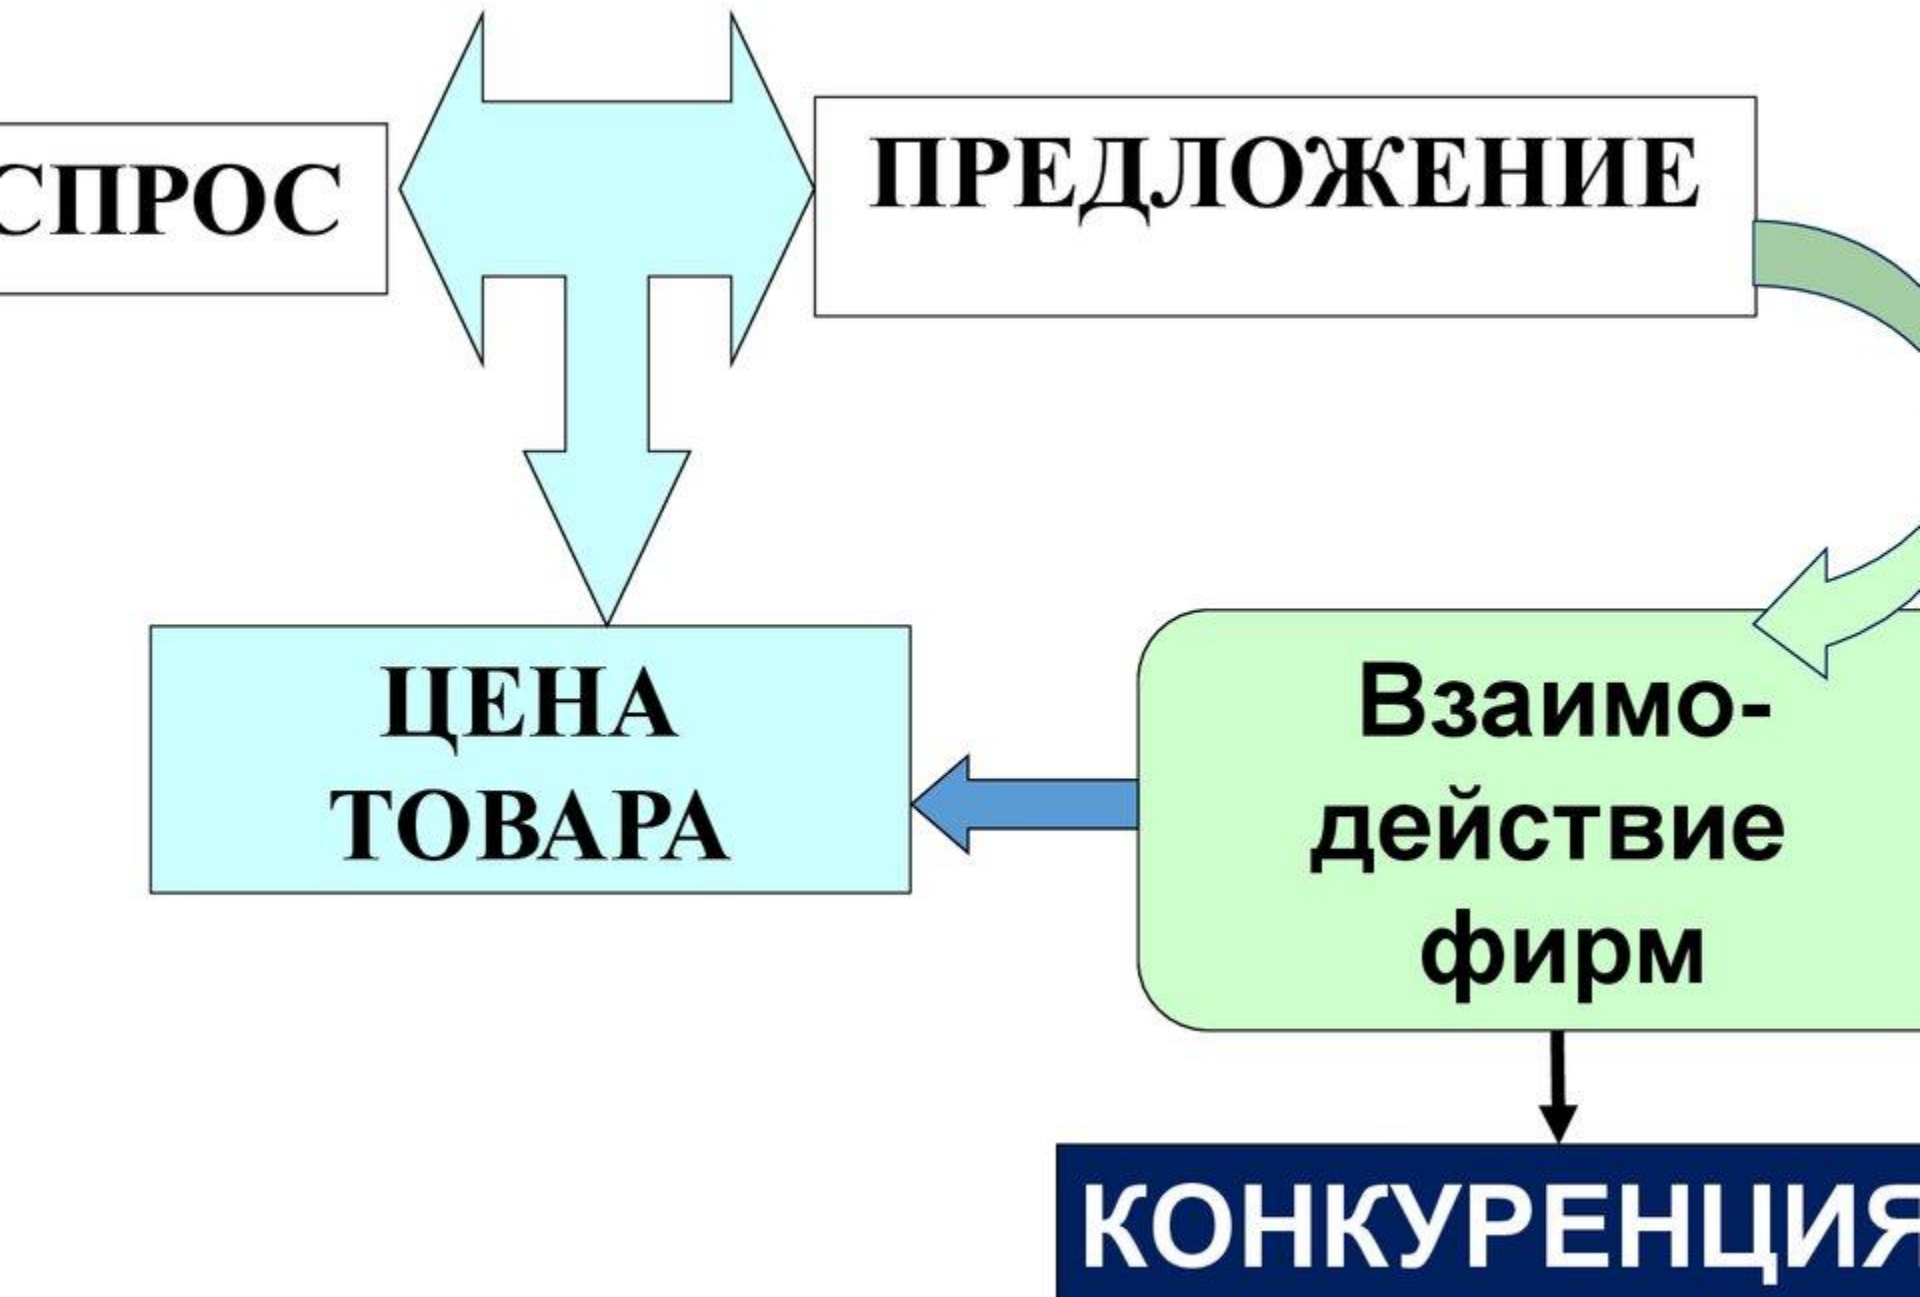 СПРОС
ПРЕДЛОЖЕНИЕ
ЦЕНА
ТОВАРА
Взаимо-
действие
фирм
КОНКУРЕНЦИЯ